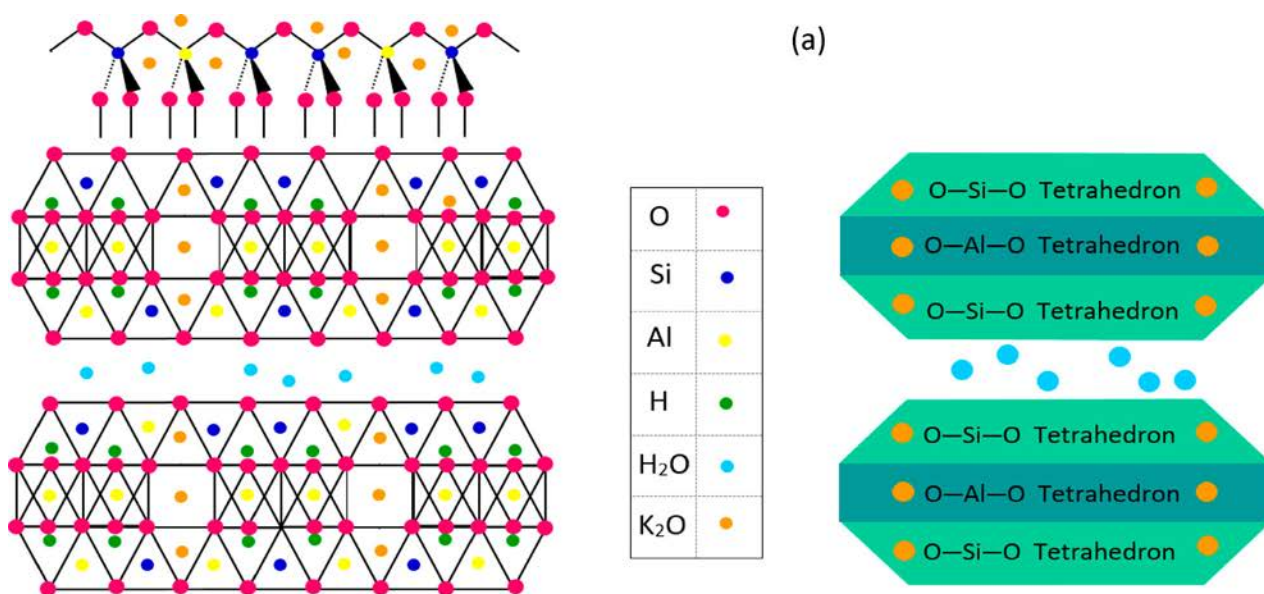 (a)
O
Si
Al
H
H₂O
K₂O
O—Si—O Tetrahedron
O—Al—O Tetrahedron
O—Si—O Tetrahedron
O—Si—O Tetrahedron
O—Al—O Tetrahedron
O—Si—O Tetrahedron